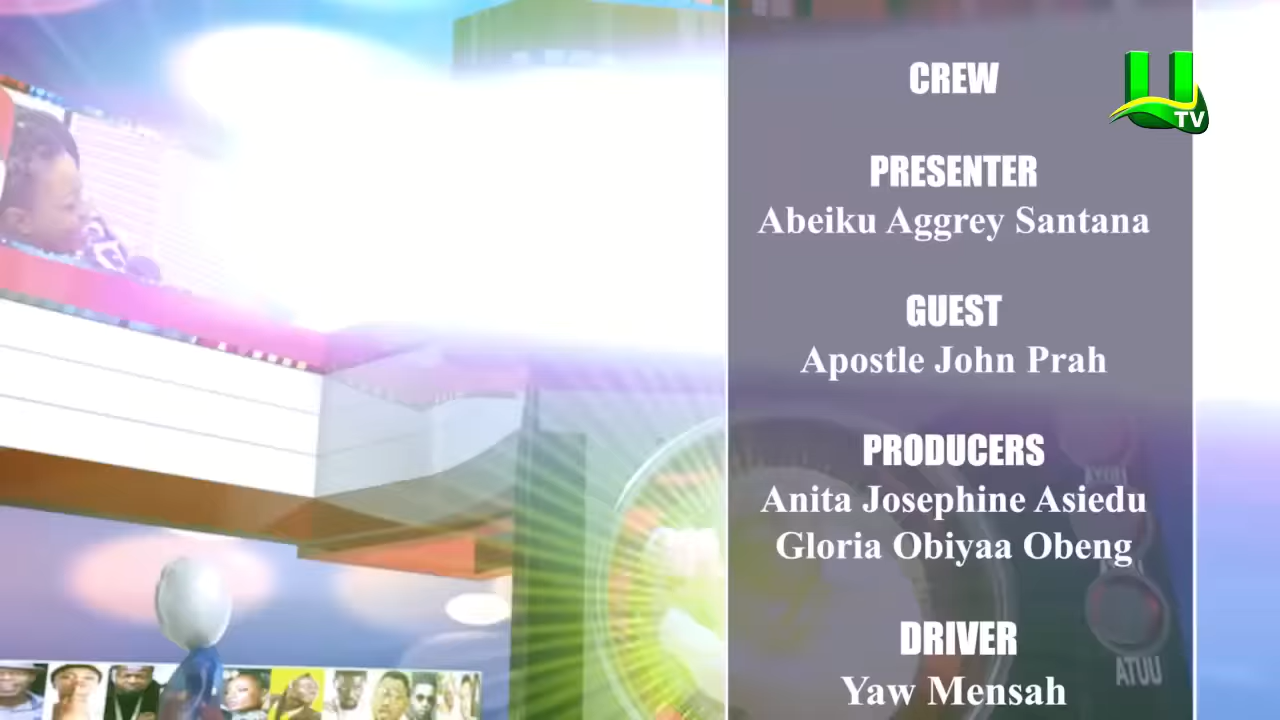 CREW
U
TV
PRESENTER
Abeiku Aggrey Santana
GUEST
Apostle John Prah
PRODUCERS
Anita Josephine Asiedu
Gloria Obiyaa Obeng
DRIVER
Yaw Mensah
ATUU